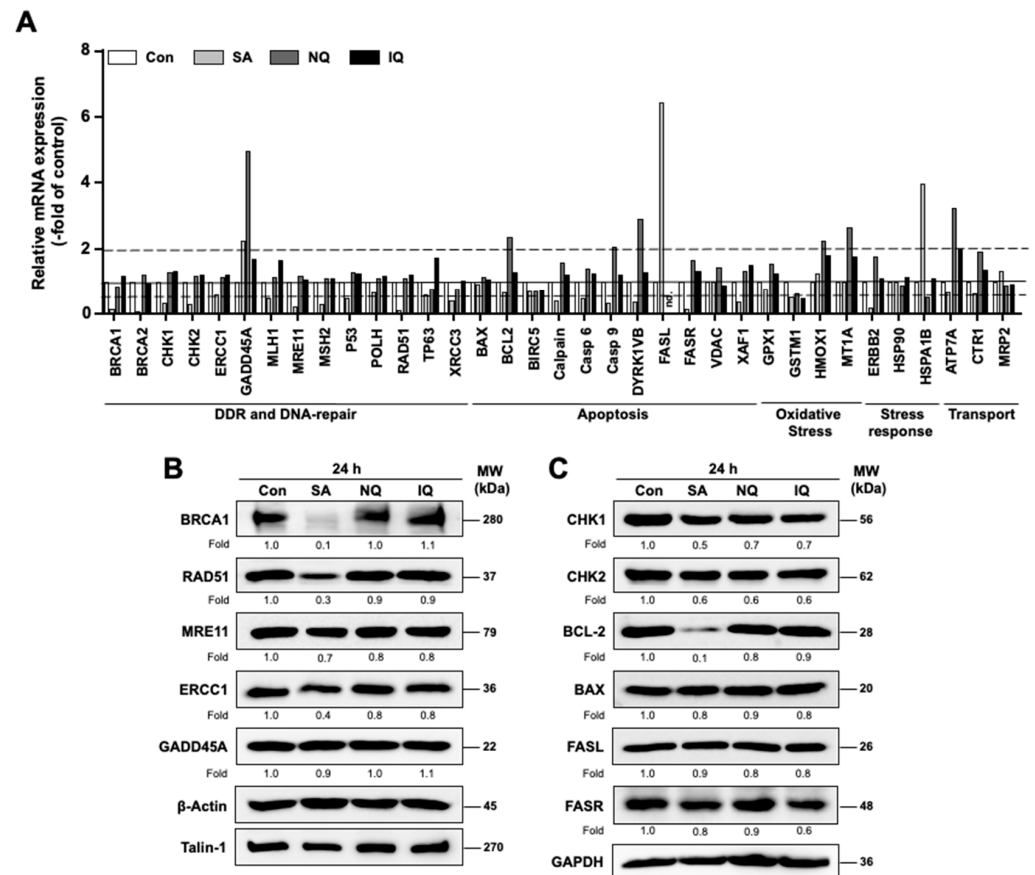 A
Relative mRNA expression
(-fold of control)
8
6
4
2
0
Con SA NQ IQ
nd.
BRCA1 BRCA2 CHK1 CHK2 ERCC1 GADD45A MLH1 MRE11 MSH2 P53 POLH RAD51 TP63 XRCC3 BAX BCL2 BIRC5 Calpain Casp 6 Casp 9 DYRK1VB FASL FASR VDAC XAF1 GPX1 GSTM1 HMOX1 MT1A ERBB2 HSP90 HSPA1B ATP7A CTR1 MRP2
DDR and DNA-repair Apoptosis Oxidative Stress Stress response Transport
B
24 h MW
(kDa)
Con SA NQ IQ
BRCA1 280
Fold 1.0 0.1 1.0 1.1
RAD51 37
Fold 1.0 0.3 0.9 0.9
MRE11 79
Fold 1.0 0.7 0.8 0.8
ERCC1 36
Fold 1.0 0.4 0.8 0.8
GADD45A 22
Fold 1.0 0.9 1.0 1.1
β-Actin 45
Talin-1 270
C
24 h MW
(kDa)
Con SA NQ IQ
CHK1 56
Fold 1.0 0.5 0.7 0.7
CHK2 62
Fold 1.0 0.6 0.6 0.6
BCL-2 28
Fold 1.0 0.1 0.8 0.9
BAX 20
Fold 1.0 0.8 0.9 0.8
FASL 26
Fold 1.0 0.9 0.8 0.8
FASR 48
Fold 1.0 0.8 0.9 0.6
GAPDH 36